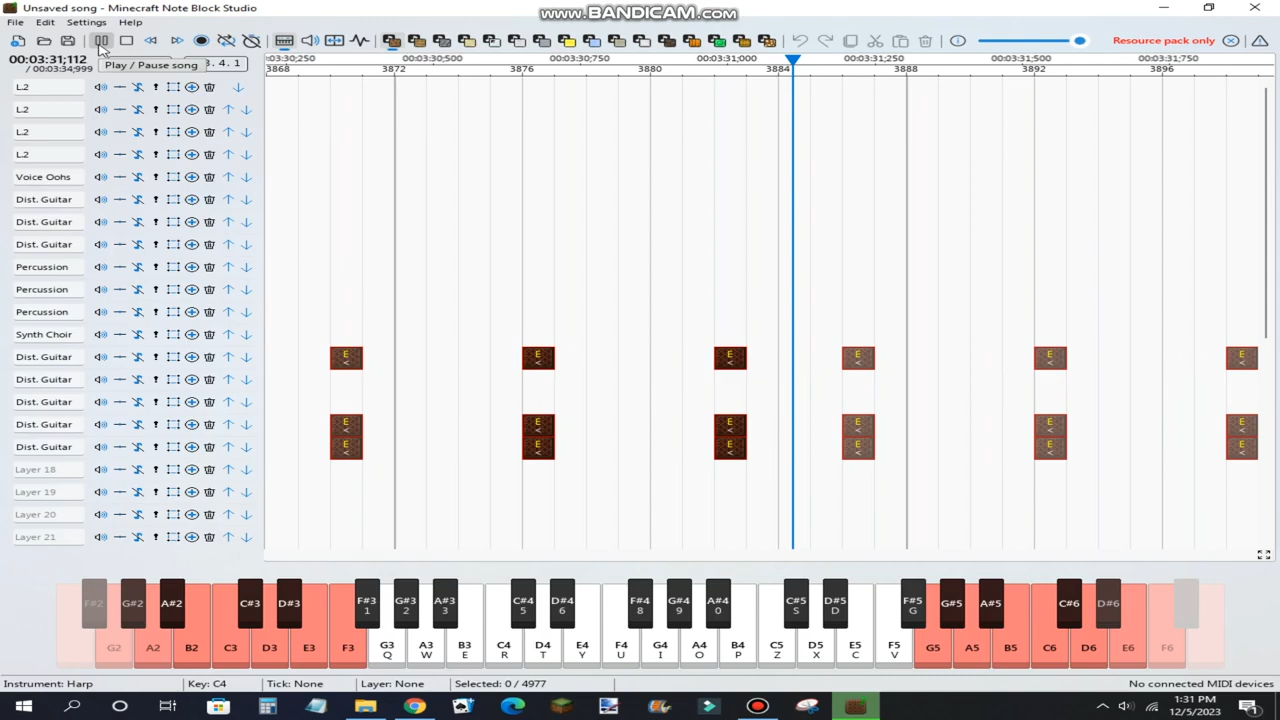 Unsaved song - Minecraft Note Block Studio
www.BANDICAM.com
File Edit Settings Help
Resource pack only
00:03:31;112
/ 00:03:34;999
Play / Pause song
3. 4. 1
:03:30;250 00:03:30;500 00:03:30;750 00:03:31;000 00:03:31;250 00:03:31;500 00:03:31;750
3868 3872 3876 3880 3884 3888 3892 3896
L.2
L.2
L.2
L.2
Voice Oohs
Dist. Guitar
Dist. Guitar
Dist. Guitar
Percussion
Percussion
Percussion
Synth Choir
Dist. Guitar
E E E E E E
< < < < < <
Dist. Guitar
Dist. Guitar
Dist. Guitar
E E E E E E
< < < < < <
Dist. Guitar
E E E E E E
< < < < < <
Layer 18
Layer 19
Layer 20
Layer 21
F#2 G#2 A#2 C#3 D#3 F#3 G#3 A#3 C#4 D#4 F#4 G#4 A#4 C#5 D#5 F#5 G#5 A#5 C#6 D#6
1 2 3 5 6 8 9 0 S D G
G2 A2 B2 C3 D3 E3 F3 G3 A3 B3 C4 D4 E4 F4 G4 A4 B4 C5 D5 E5 F5 G5 A5 B5 C6 D6 E6 F6
Q W E R T Y U I O P Z X C V
Instrument: Harp Key: C4 Tick: None Layer: None Selected: 0 / 4977 No connected MIDI devices
1:31 PM
12/5/2023
1